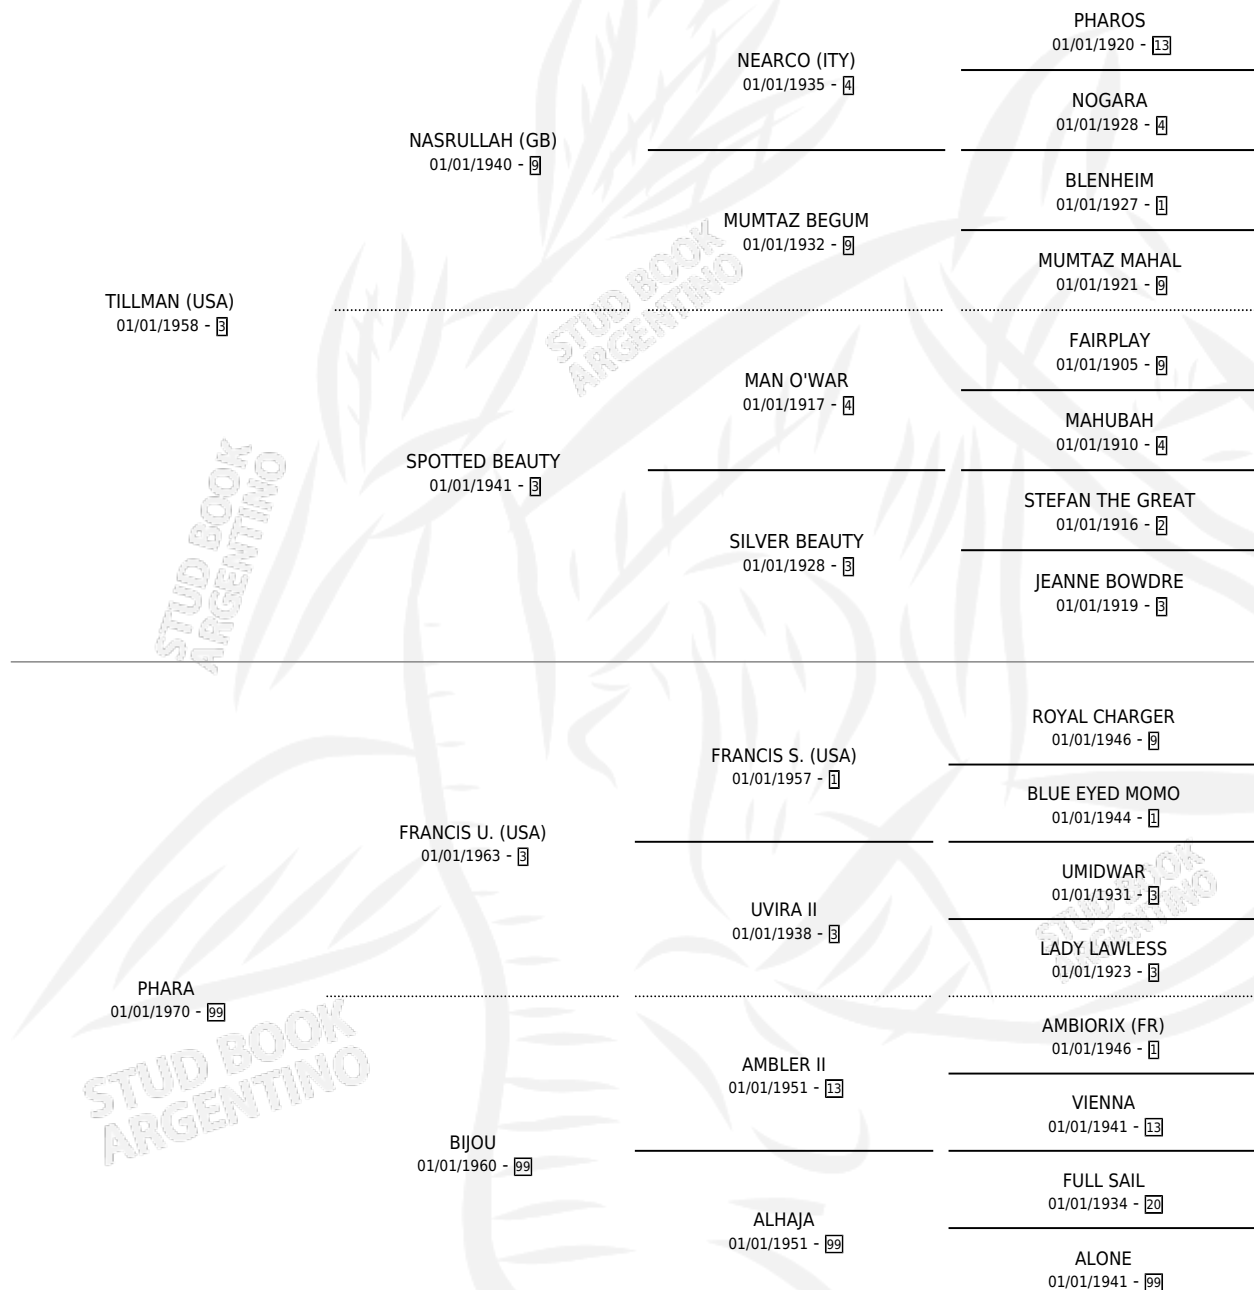 PHAROS
01/01/1920 - 13
NEARCO (ITY)
01/01/1935 - 4
NOGARA
01/01/1928 - 4
NASRULLAH (GB)
01/01/1940 - 9
BLENHEIM
01/01/1927 - 1
MUMTAZ BEGUM
01/01/1932 - 9
MUMTAZ MAHAL
01/01/1921 - 9
TILLMAN (USA)
01/01/1958 - 3
STUD BOOK
ARGENTINO
FAIRPLAY
01/01/1905 - 9
MAN O'WAR
01/01/1917 - 4
MAHUBAH
01/01/1910 - 4
SPOTTED BEAUTY
01/01/1941 - 3
STEFAN THE GREAT
01/01/1916 - 2
SILVER BEAUTY
01/01/1928 - 3
JEANNE BOWDRE
01/01/1919 - 3
STUD BOOK
ARGENTINO
ROYAL CHARGER
01/01/1946 - 9
FRANCIS S. (USA)
01/01/1957 - 1
BLUE EYED MOMO
01/01/1944 - 1
FRANCIS U. (USA)
01/01/1963 - 3
UMIDWAR
01/01/1931 - 3
UVIRA II
01/01/1938 - 3
LADY LAWLESS
01/01/1923 - 3
STUD BOOK
ARGENTINO
PHARA
01/01/1970 - 99
AMBIORIX (FR)
01/01/1946 - 1
AMBLER II
01/01/1951 - 13
VIENNA
01/01/1941 - 13
STUD BOOK
ARGENTINO
BIJOU
01/01/1960 - 99
FULL SAIL
01/01/1934 - 20
ALHAJA
01/01/1951 - 99
ALONE
01/01/1941 - 99